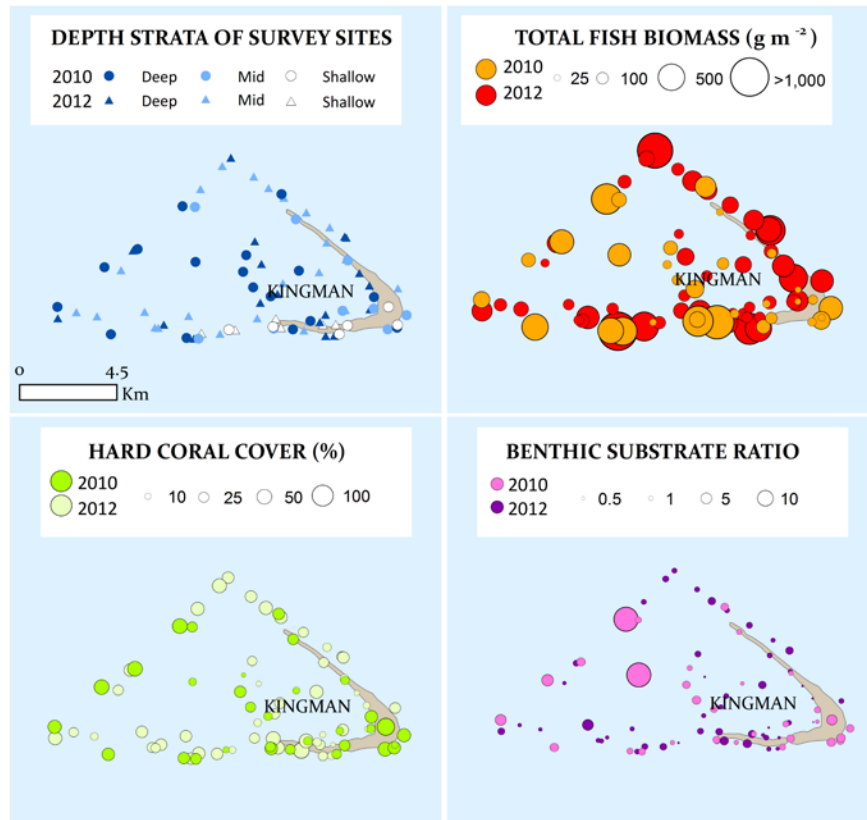 DEPTH STRATA OF SURVEY SITES
2010 Deep Mid Shallow
2012 Deep Mid Shallow
KINGMAN
0 4.5
Km
TOTAL FISH BIOMASS (g m⁻²)
2010
2012
25 100 500 >1,000
KINGMAN
HARD CORAL COVER (%)
2010
2012
10 25 50 100
KINGMAN
BENTHIC SUBSTRATE RATIO
2010
2012
0.5 1 5 10
KINGMAN